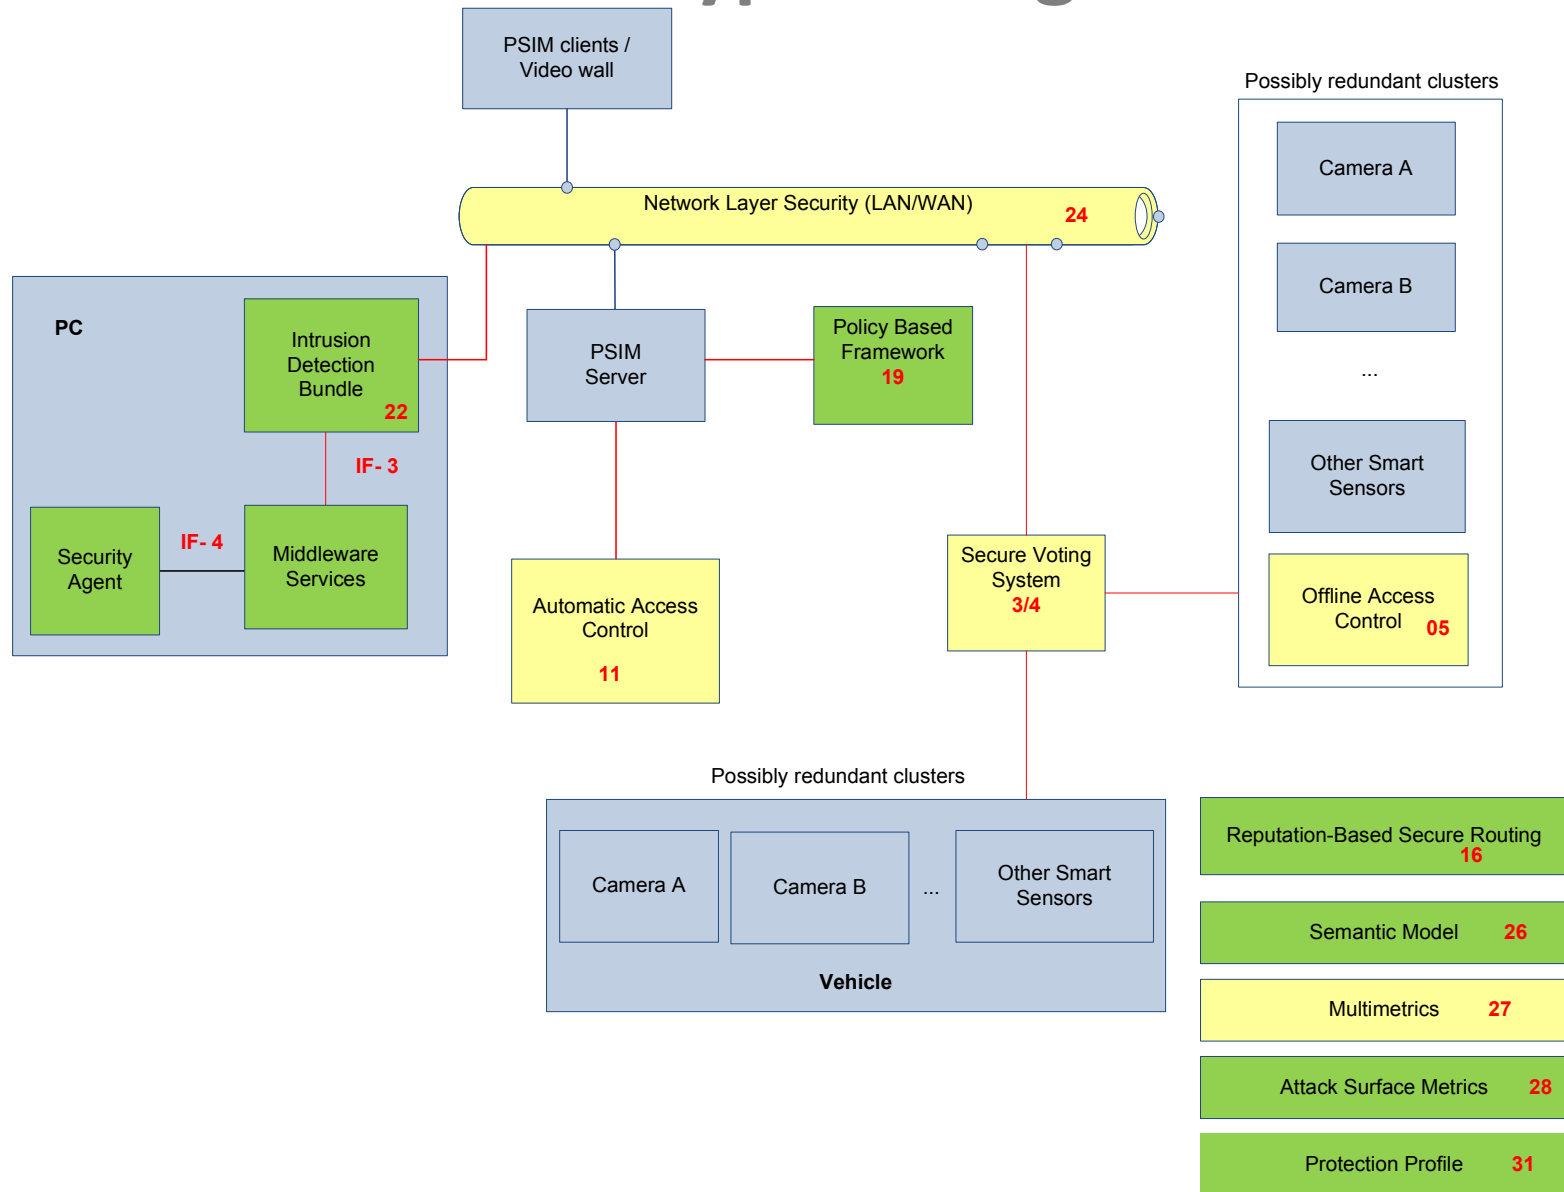 PSIM clients /
Video wall
Possibly redundant clusters
Camera A
Camera B
...
Other Smart
Sensors
Offline Access
Control
05
Network Layer Security (LAN/WAN)
24
PC
Intrusion
Detection
Bundle
22
IF- 3
Security
Agent
IF- 4
Middleware
Services
PSIM
Server
Policy Based
Framework
19
Automatic Access
Control
11
Secure Voting
System
3/4
Possibly redundant clusters
Camera A
Camera B
...
Other Smart
Sensors
Vehicle
Reputation-Based Secure Routing
16
Semantic Model 26
Multimetrics 27
Attack Surface Metrics 28
Protection Profile 31